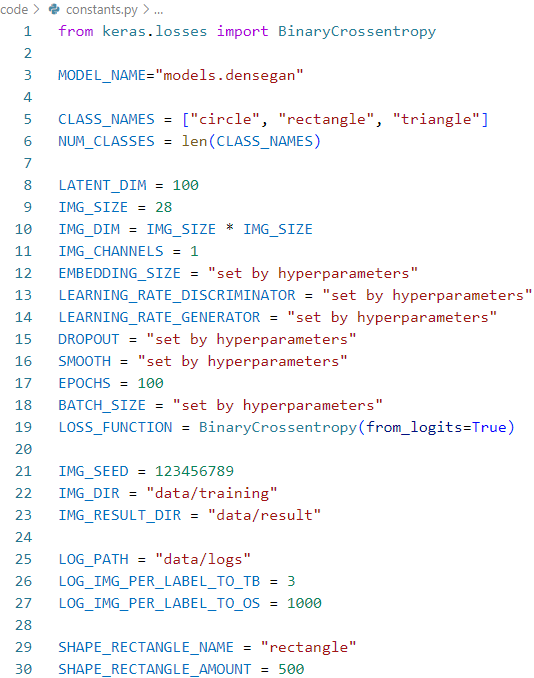 code > constants.py > ...
1 from keras.losses import BinaryCrossentropy
2
3 MODEL_NAME="models.densegan"
4
5 CLASS_NAMES = ["circle", "rectangle", "triangle"]
6 NUM_CLASSES = len(CLASS_NAMES)
7
8 LATENT_DIM = 100
9 IMG_SIZE = 28
10 IMG_DIM = IMG_SIZE * IMG_SIZE
11 IMG_CHANNELS = 1
12 EMBEDDING_SIZE = "set by hyperparameters"
13 LEARNING_RATE_DISCRIMINATOR = "set by hyperparameters"
14 LEARNING_RATE_GENERATOR = "set by hyperparameters"
15 DROPOUT = "set by hyperparameters"
16 SMOOTH = "set by hyperparameters"
17 EPOCHS = 100
18 BATCH_SIZE = "set by hyperparameters"
19 LOSS_FUNCTION = BinaryCrossentropy(from_logits=True)
20
21 IMG_SEED = 123456789
22 IMG_DIR = "data/training"
23 IMG_RESULT_DIR = "data/result"
24
25 LOG_PATH = "data/logs"
26 LOG_IMG_PER_LABEL_TO_TB = 3
27 LOG_IMG_PER_LABEL_TO_OS = 1000
28
29 SHAPE_RECTANGLE_NAME = "rectangle"
30 SHAPE_RECTANGLE_AMOUNT = 500